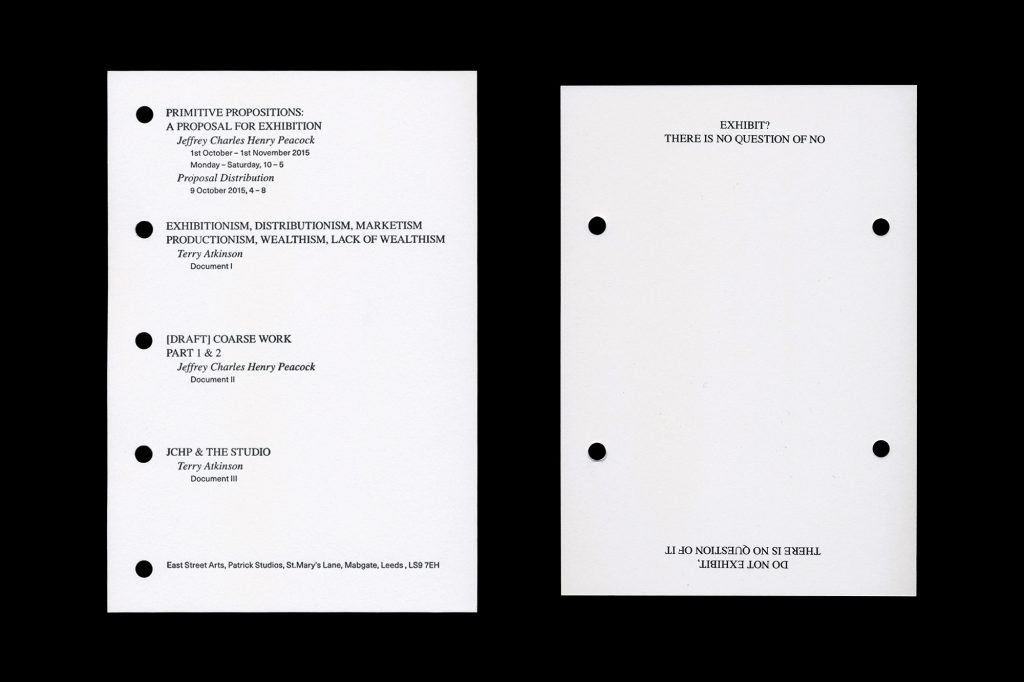 PRIMITIVE PROPOSITIONS:
A PROPOSAL FOR EXHIBITION
Jeffrey Charles Henry Peacock
1st October – 1st November 2015
Monday – Saturday, 10 – 5
Proposal Distribution
9 October 2015, 4 – 8
EXHIBITIONISM, DISTRIBUTIONISM, MARKETISM
PRODUCTIONISM, WEALTHISM, LACK OF WEALTHISM
Terry Atkinson
Document I
[DRAFT] COARSE WORK
PART 1 & 2
Jeffrey Charles Henry Peacock
Document II
JCHP & THE STUDIO
Terry Atkinson
Document III
East Street Arts, Patrick Studios, St.Mary's Lane, Mabgate, Leeds , LS9 7EH
EXHIBIT?
THERE IS NO QUESTION OF NO
DO NOT EXHIBIT,
THERE IS NO QUESTION OF IT